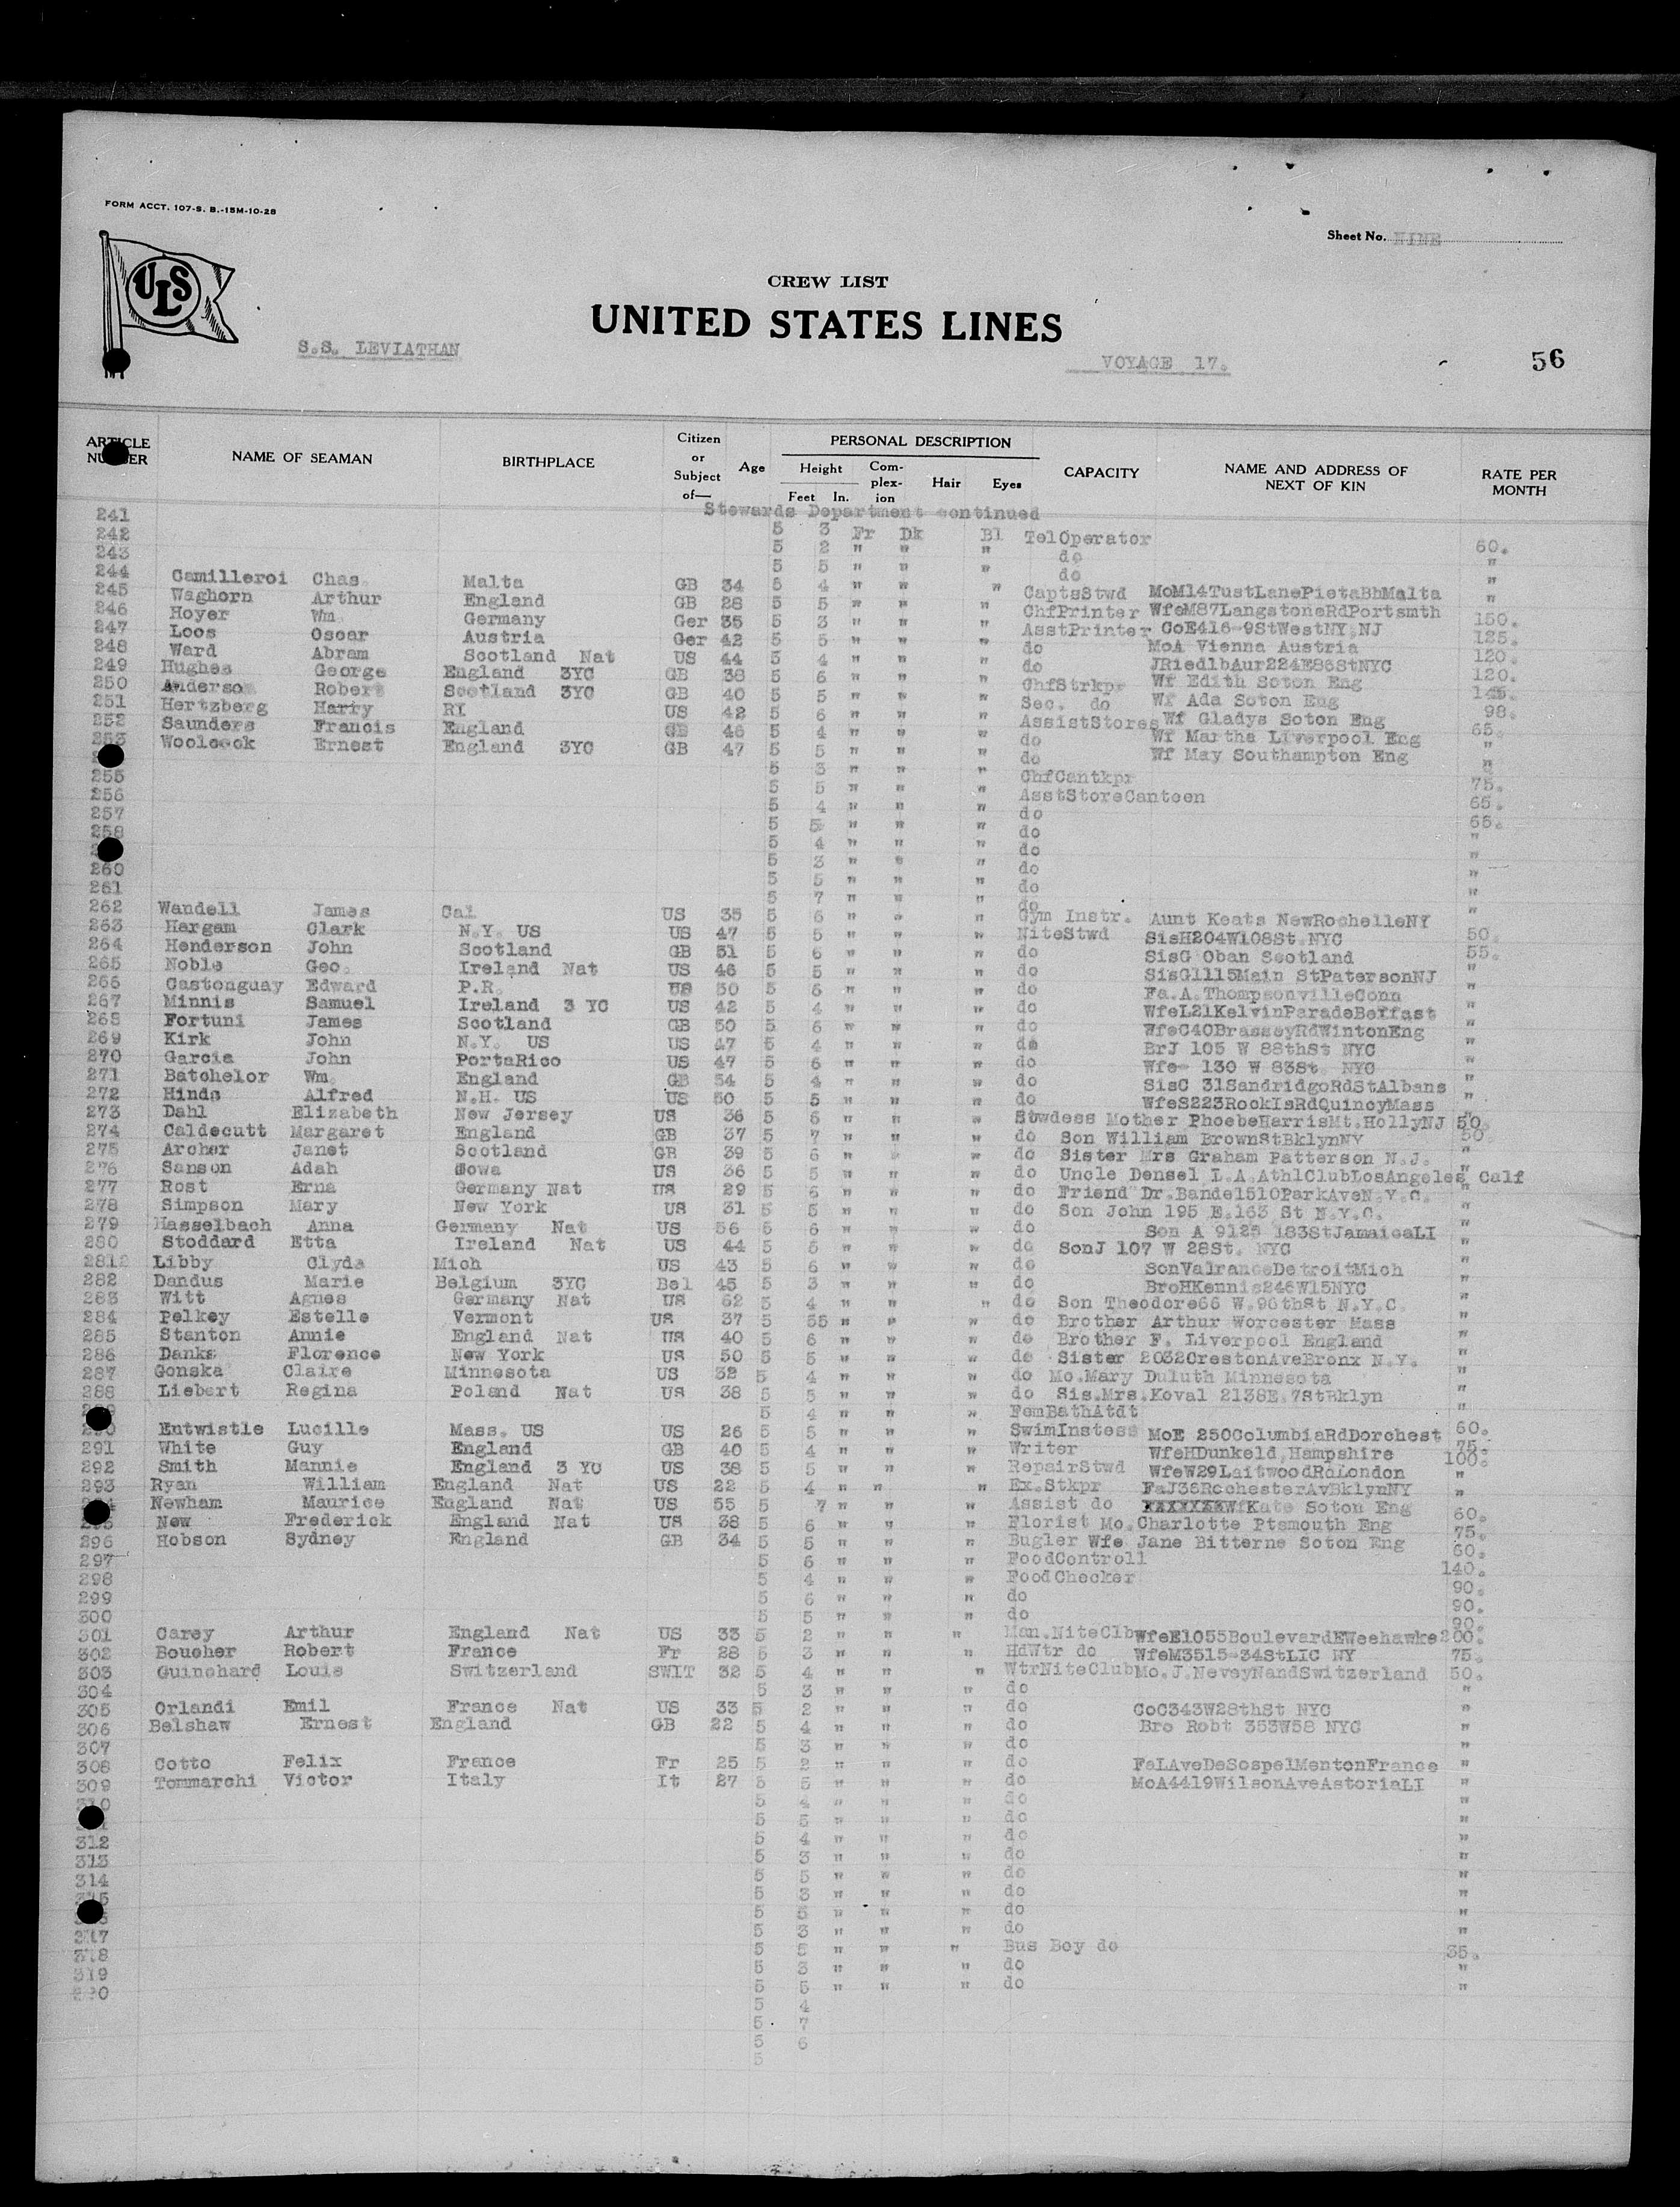 FORM ACCT. 107-S. B.-15M-10-28
ULS
Sheet No. NINE
CREW LIST
UNITED STATES LINES
S.S. LEVIATHAN
VOYAGE 17.
56
ARTICLE NUMBER NAME OF SEAMAN BIRTHPLACE Citizen or Subject of— Age PERSONAL DESCRIPTION Height Feet In. Com-plex-ion Hair Eyes CAPACITY NAME AND ADDRESS OF NEXT OF KIN RATE PER MONTH
Stewards Department continued
241 5 3 Fr Dk Bl TelOperator 60.
242 5 2 " " " do "
243 5 5 " " " do "
244 Camilleroi Chas. Malta GB 34 5 4 " " " CaptsStwd MoM14TustLanePietaBbMalta "
245 Waghorn Arthur England GB 28 5 5 " " " ChfPrinter WfeM87LangstoneRdPortsmth 150.
246 Hoyer Wm. Germany Ger 35 5 3 " " " AsstPrinter CoE416-9StWestNY,NJ 125.
247 Loos Oscar Austria Ger 42 5 5 " " " do MoA Vienna Austria 120.
248 Ward Abram Scotland Nat US 44 5 4 " " " do JRiedlbAur224E86StNYC 120.
249 Hughes George England 3YC GB 38 5 6 " " " ChfStrkpr Wf Edith Soton Eng 145.
250 Anderso Robert Scotland 3YC GB 40 5 5 " " " Sec. do Wf Ada Soton Eng 98.
251 Hertzberg Harry RI US 42 5 6 " " " AssistStores Wf Gladys Soton Eng 65.
252 Saunders Francis England GB 46 5 4 " " " do Wf Martha Liverpool Eng "
253 Woolcock Ernest England 3YC GB 47 5 5 " " " do Wf May Southampton Eng "
5 3 " " " ChfCantkpr 75.
255 5 5 " " " AsstStoreCanteen 65.
256 5 4 " " " do 65.
257 5 5 " " " do "
258 5 4 " " " do "
5 3 " " " do "
260 5 5 " " " do "
261 5 7 " " " do "
262 Wandell James Cal US 35 5 6 " " " Gym Instr. Aunt Keats NewRochelleNY 50.
263 Hargam Clark N.Y. US US 47 5 5 " " " NiteStwd SisH204W108St.NYC 55.
264 Henderson John Scotland GB 51 5 6 " " " do SisG Oban Scotland "
265 Noble Geo. Ireland Nat US 46 5 5 " " " do SisG1115Main StPatersonNJ "
266 Castonguay Edward P.R. US 50 5 6 " " " do Fa.A.ThompsonvilleConn "
267 Minnis Samuel Ireland 3 YC US 42 5 4 " " " do WfeL21KelvinParadeBelfast "
268 Fortuni James Scotland GB 50 5 6 " " " do WfeC40BrasseyRdWintonEng "
269 Kirk John N.Y. US US 47 5 4 " " " do BrJ 105 W 88thSt NYC "
270 Garcia John PortaRico US 47 5 6 " " " do Wfe- 130 W 83St. NYC "
271 Batchelor Wm. England GB 54 5 4 " " " do SisC 31SandridgoRdStAlbans "
272 Hinds Alfred N.H. US US 50 5 5 " " " do WfeS223RockIsRdQuincyMass "
273 Dahl Elizabeth New Jersey US 36 5 6 " " " Stwdess Mother PhoebeHarrisMt.HollyNJ 50.
274 Caldecutt Margaret England GB 37 5 7 " " " do Son William BrownStBklynNY 50.
275 Archer Janet Scotland GB 39 5 6 " " " do Sister Mrs Graham Patterson N.J. "
276 Sanson Adah Iowa US 36 5 5 " " " do Uncle Densel L.A.AthlClubLosAngeles Calf "
277 Rost Erna Germany Nat US 29 5 6 " " " do Friend Dr.Bande1510ParkAveN.Y.C. "
278 Simpson Mary New York US 31 5 5 " " " do Son John 195 E.163 St N.Y.C. "
279 Hasselbach Anna Germany Nat US 56 5 6 " " " do Son A 9125 183StJamaicaLI "
280 Stoddard Etta Ireland Nat US 44 5 5 " " " do SonJ 107 W 28St. NYC "
281 Libby Clyde Mich US 43 5 6 " " " do SonValranceDetroitMich "
282 Dandus Marie Belgium 3YC Bel 45 5 3 " " " do BroHKennis246W15NYC "
283 Witt Agnes Germany Nat US 62 5 4 " " " do Son Theodore66 W.96thSt N.Y.C. "
284 Pelkey Estelle Vermont US 37 5 55 " " " do Brother Arthur Worcester Mass "
285 Stanton Annie England Nat US 40 5 6 " " " do Brother F. Liverpool England "
286 Danks Florence New York US 50 5 5 " " " do Sister 2032CrestonAveBronx N.Y. "
287 Gonska Claire Minnesota US 32 5 4 " " " do Mo.Mary Duluth Minnesota "
288 Liebert Regina Poland Nat US 38 5 5 " " " do Sis.Mrs.Koval 2138E.7StBklyn "
5 4 " " " FemBathAtdt 60.
290 Entwistle Lucille Mass. US US 26 5 5 " " " SwimInstess MoE 250ColumbiaRdDorchest 75.
291 White Guy England GB 40 5 4 " " " Writer WfeHDunkeld,Hampshire 100.
292 Smith Mannie England 3 YC US 38 5 5 " " " RepairStwd WfeW29LaitwoodRdLondon "
293 Ryan William England Nat US 22 5 4 " " " Ex.Stkpr FaJ35RochesterAvBklynNY "
Newham Maurice England Nat US 55 5 7 " " " Assist do WfKate Soton Eng 60.
295 New Frederick England Nat US 38 5 6 " " " Florist Mo.Charlotte Ptsmouth Eng 75.
296 Hobson Sydney England GB 34 5 5 " " " Bugler Wfe Jane Bitterne Soton Eng 60.
297 5 6 " " " FoodControll 140.
298 5 4 " " " FoodChecker 90.
299 5 6 " " " do 90.
300 5 5 " " " do 90.
301 Carey Arthur England Nat US 33 5 2 " " " Man.NiteClb WfeE1055BoulevardEWeehawke 200.
302 Boucher Robert France Fr 28 5 3 " " " HdWtr do WfeM3515-34StLIC NY 75.
303 Guinchard Louis Switzerland SWIT 32 5 4 " " " WtrNiteClub Mo.J.NeveyNandSwitzerland 50.
304 5 3 " " " do "
305 Orlandi Emil France Nat US 33 5 2 " " " do CoC343W28thSt NYC "
306 Belshaw Ernest England GB 22 5 4 " " " do Bro Robt 353W58 NYC "
307 5 3 " " " do
308 Cotto Felix France Fr 25 5 2 " " " do FaLAveDeSospelMentonFrance "
309 Tommarchi Victor Italy It 27 5 5 " " " do MoA4419WilsonAveAstoriaLI "
310 5 4 " " " do "
5 5 " " " do "
312 5 4 " " " do "
313 5 3 " " " do "
314 5 5 " " " do "
315 5 3 " " " do "
5 5 " " " do "
317 5 3 " " " do "
318 5 5 " " " Bus Boy do 35.
319 5 3 " " " do "
5 5 " " " do "
5 4
5 7
5 6
5